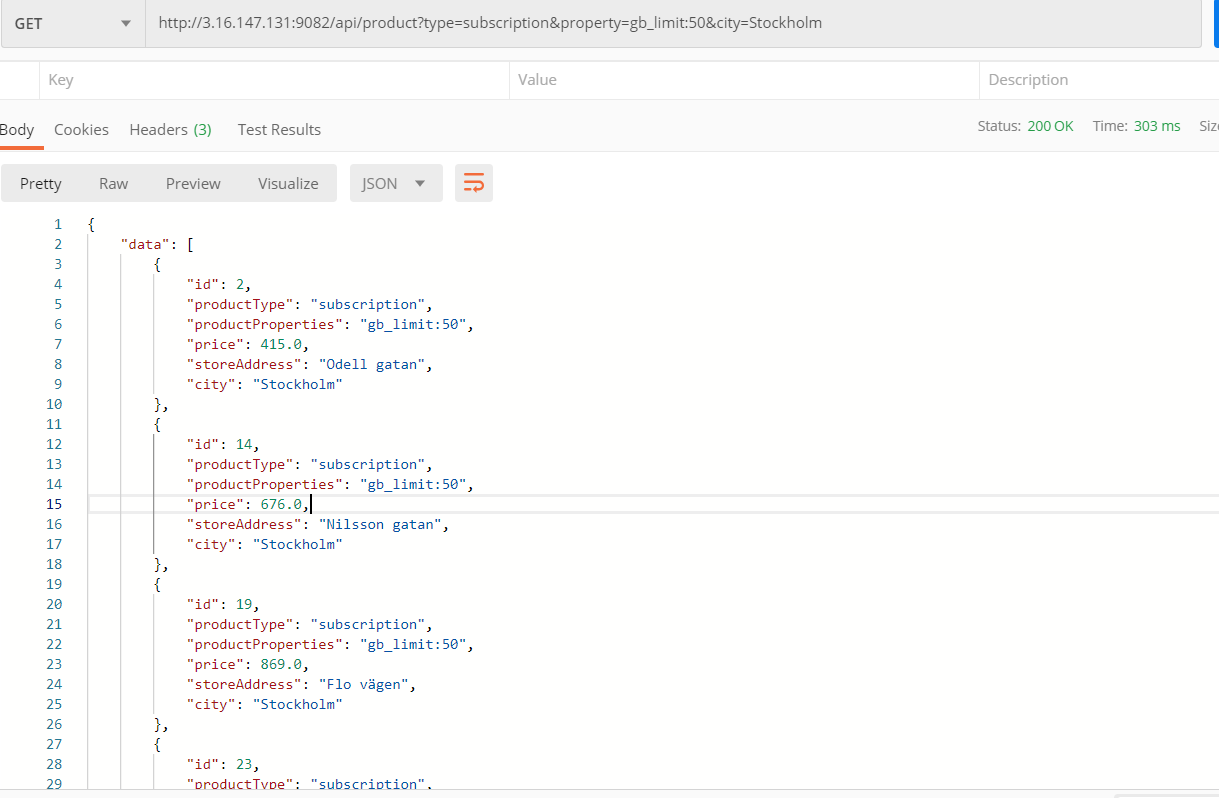 GET http://3.16.147.131:9082/api/product?type=subscription&property=gb_limit:50&city=Stockholm
Key Value Description
Body Cookies Headers (3) Test Results Status: 200 OK Time: 303 ms
Pretty Raw Preview Visualize JSON
1 {
2 "data": [
3 {
4 "id": 2,
5 "productType": "subscription",
6 "productProperties": "gb_limit:50",
7 "price": 415.0,
8 "storeAddress": "Odell gatan",
9 "city": "Stockholm"
10 },
11 {
12 "id": 14,
13 "productType": "subscription",
14 "productProperties": "gb_limit:50",
15 "price": 676.0,
16 "storeAddress": "Nilsson gatan",
17 "city": "Stockholm"
18 },
19 {
20 "id": 19,
21 "productType": "subscription",
22 "productProperties": "gb_limit:50",
23 "price": 869.0,
24 "storeAddress": "Flo vägen",
25 "city": "Stockholm"
26 },
27 {
28 "id": 23,
29 "productType": "subscription",